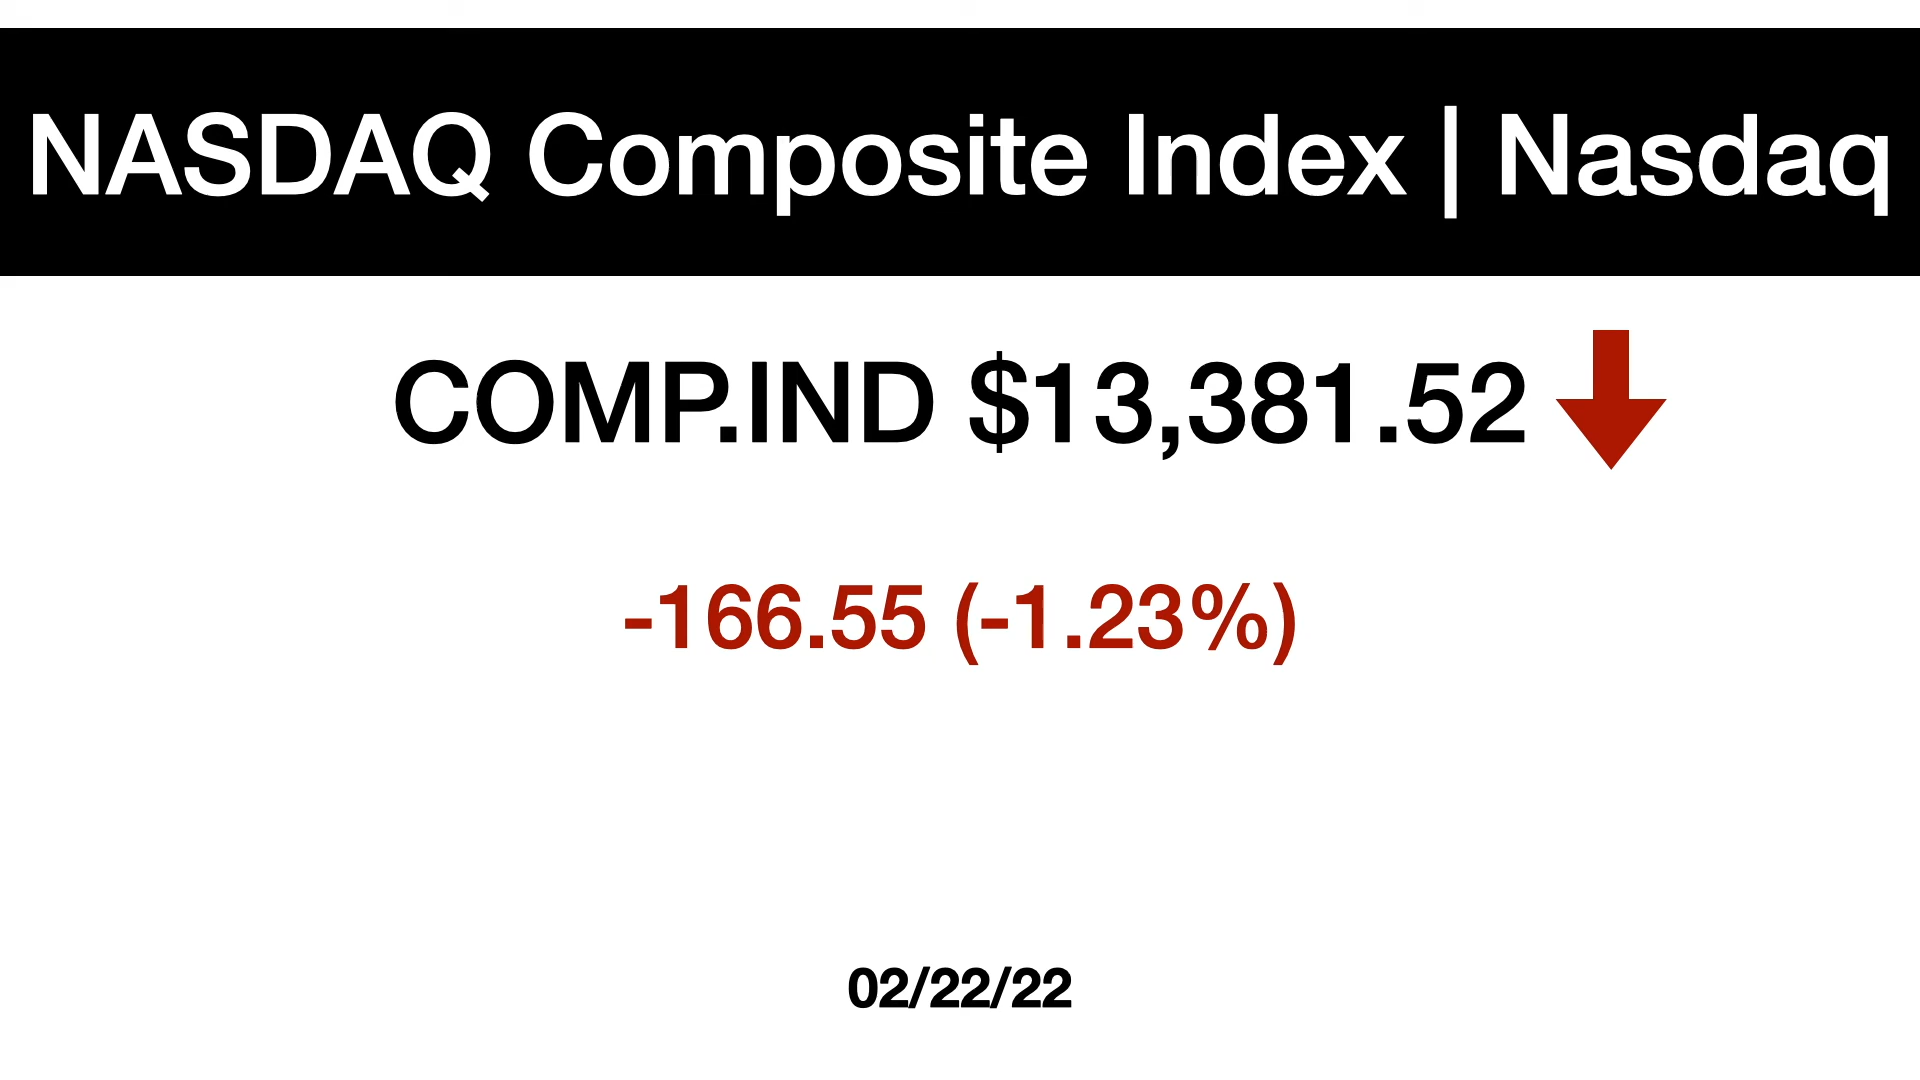 NASDAQ Composite Index | Nasdaq
COMP.IND $13,381.52
-166.55 (-1.23%)
02/22/22